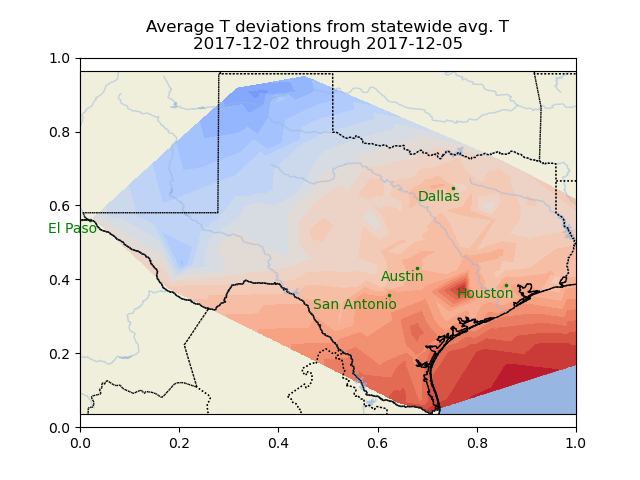 Average T deviations from statewide avg. T
2017-12-02 through 2017-12-05
1.0
0.8
0.6
0.4
0.2
0.0
Dallas
El Paso
Austin
Houston
San Antonio
0.0 0.2 0.4 0.6 0.8 1.0